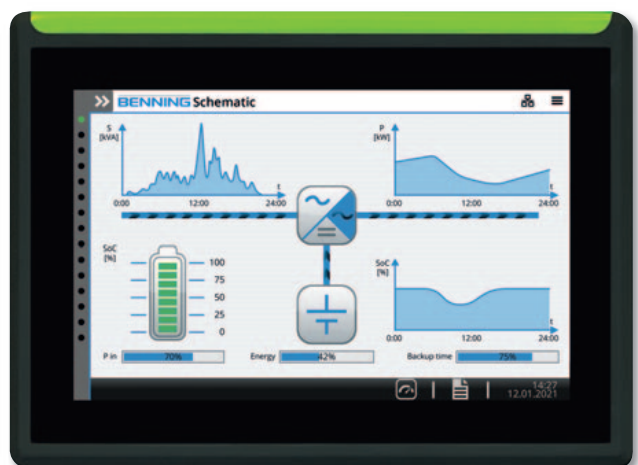 BENNING Schematic
S
[kVA]
t
0:00 12:00 24:00
P
[kW]
t
0:00 12:00 24:00
SoC
[%]
100
75
50
25
0
SoC
[%]
t
0:00 12:00 24:00
P in 70% Energy 42% Backup time 75%
14:27
12.01.2021